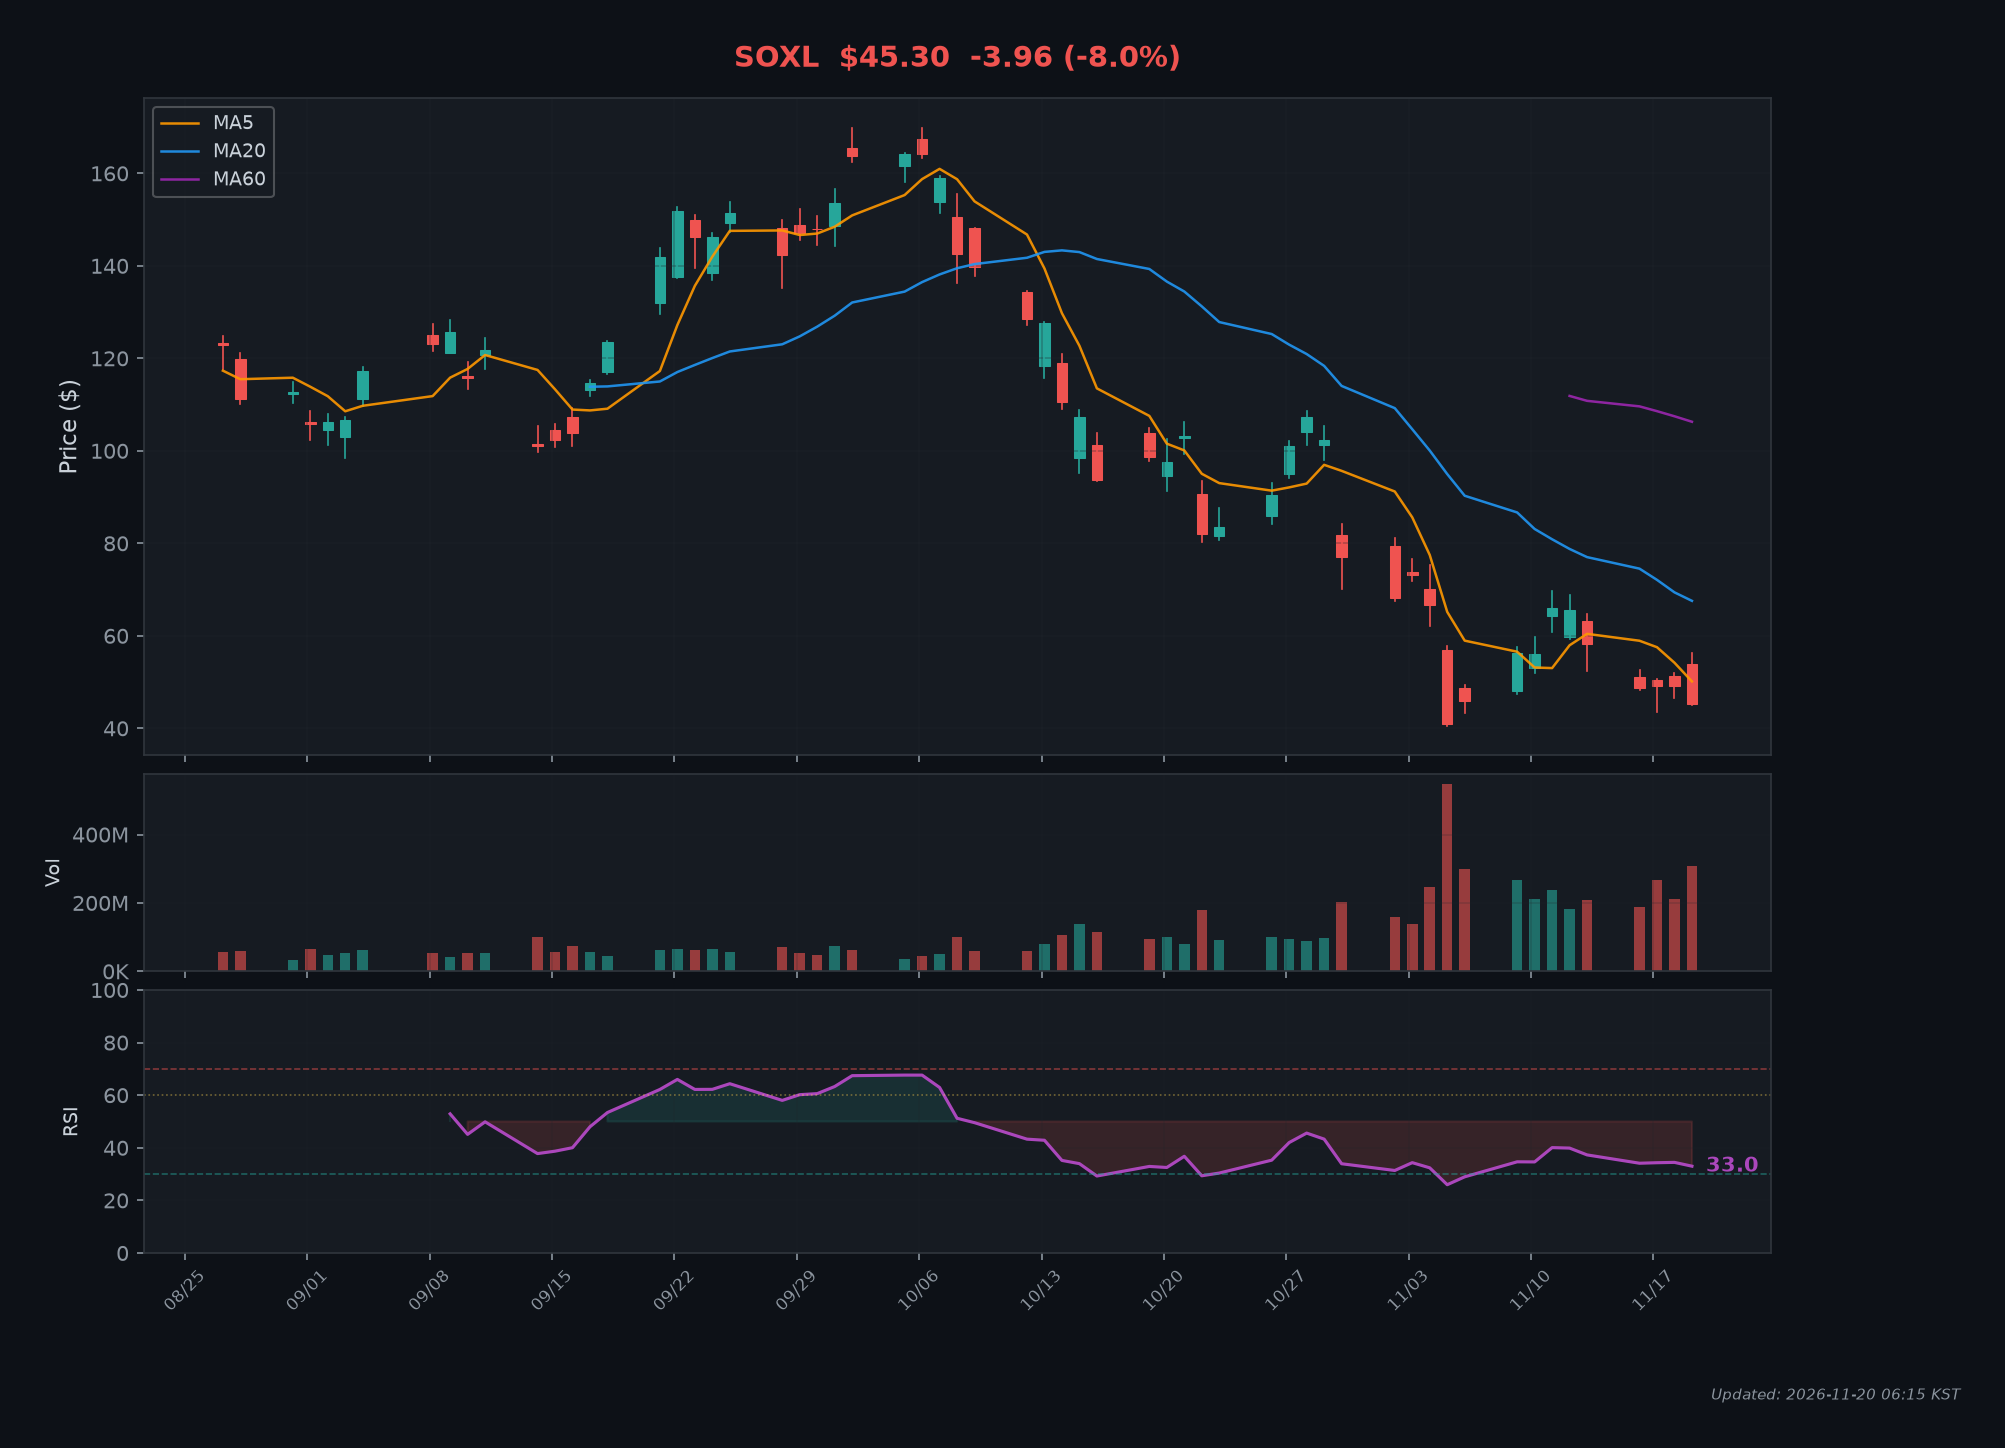 SOXL  $45.30  -3.96 (-8.0%)
MA5
MA20
MA60
Price ($)
160
140
120
100
80
60
40
Vol
400M
200M
0K
RSI
100
80
60
40
20
0
33.0
08/25
09/01
09/08
09/15
09/22
09/29
10/06
10/13
10/20
10/27
11/03
11/10
11/17
Updated: 2026-11-20 06:15 KST